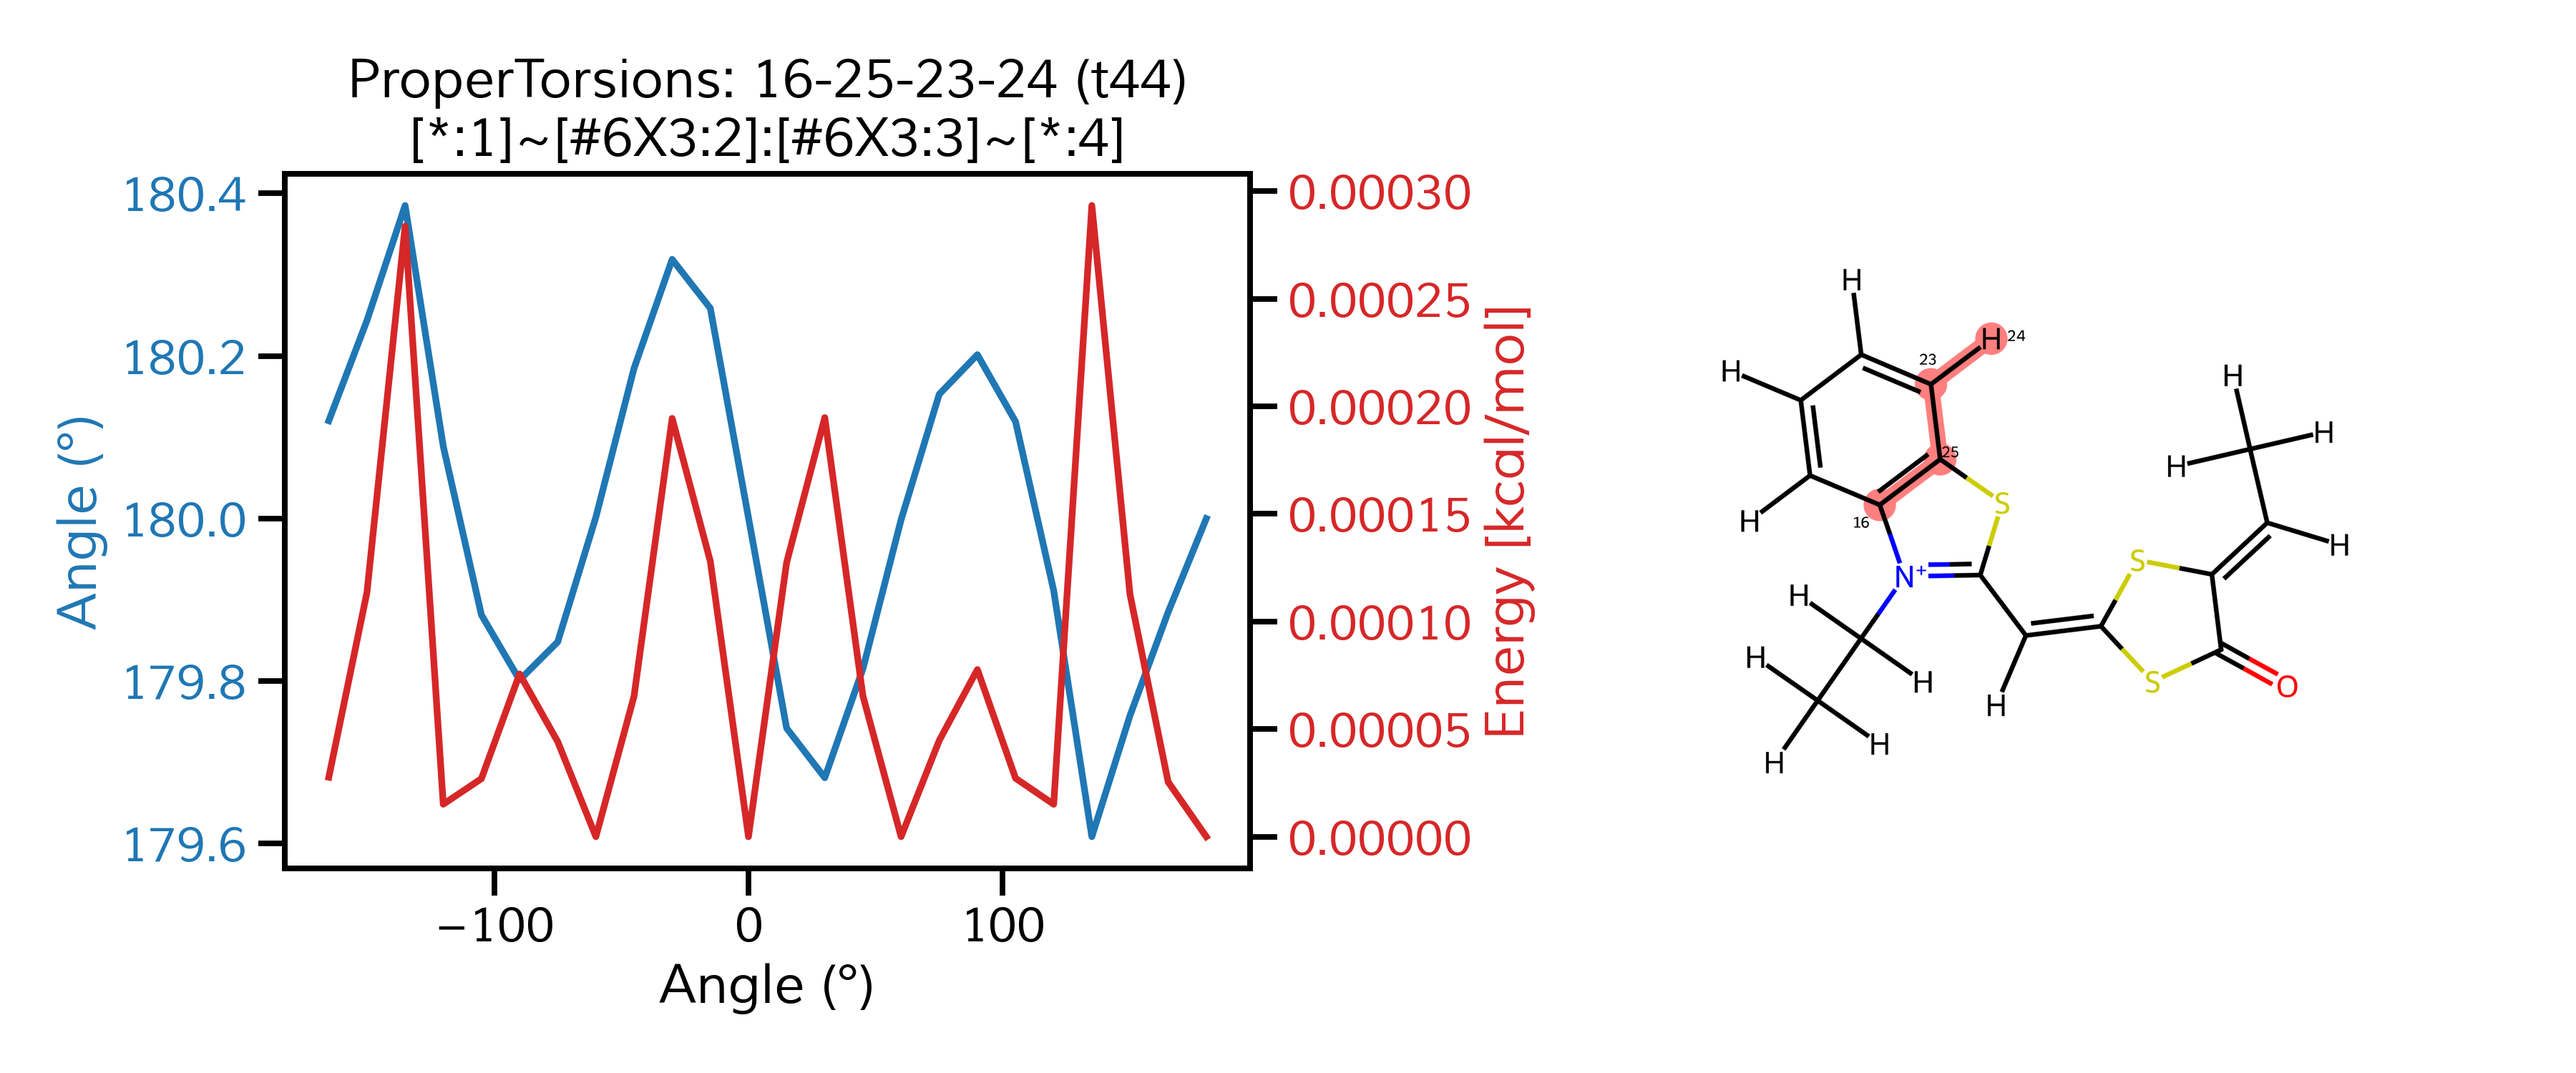 ProperTorsions: 16-25-23-24 (t44)
[*:1]~[#6X3:2]:[#6X3:3]~[*:4]
180.4
180.2
180.0
179.8
179.6
Angle (°)
0.00030
0.00025
0.00020
0.00015
0.00010
0.00005
0.00000
Energy [kcal/mol]
−100
0
100
Angle (°)
H
H 24
23
H
H
25
H
H
S
16
H
H
S
N+
H
H
H
S
O
H
H
H
H